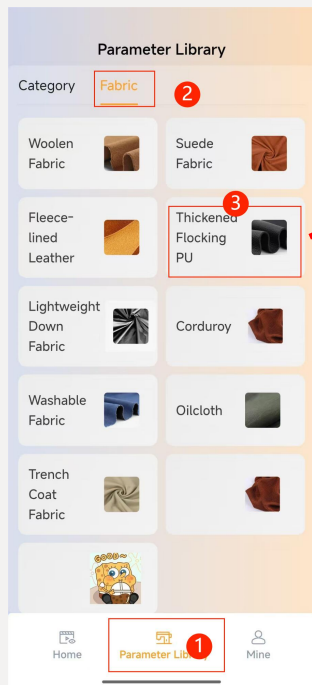 Parameter Library
Category Fabric
2
Woolen
Fabric
Suede
Fabric
3
Fleece-
lined
Leather
Thickened
Flocking
PU
Lightweight
Down
Fabric
Corduroy
Washable
Fabric
Oilcloth
Trench
Coat
Fabric
GOOD~
1
Home
Parameter
Mine